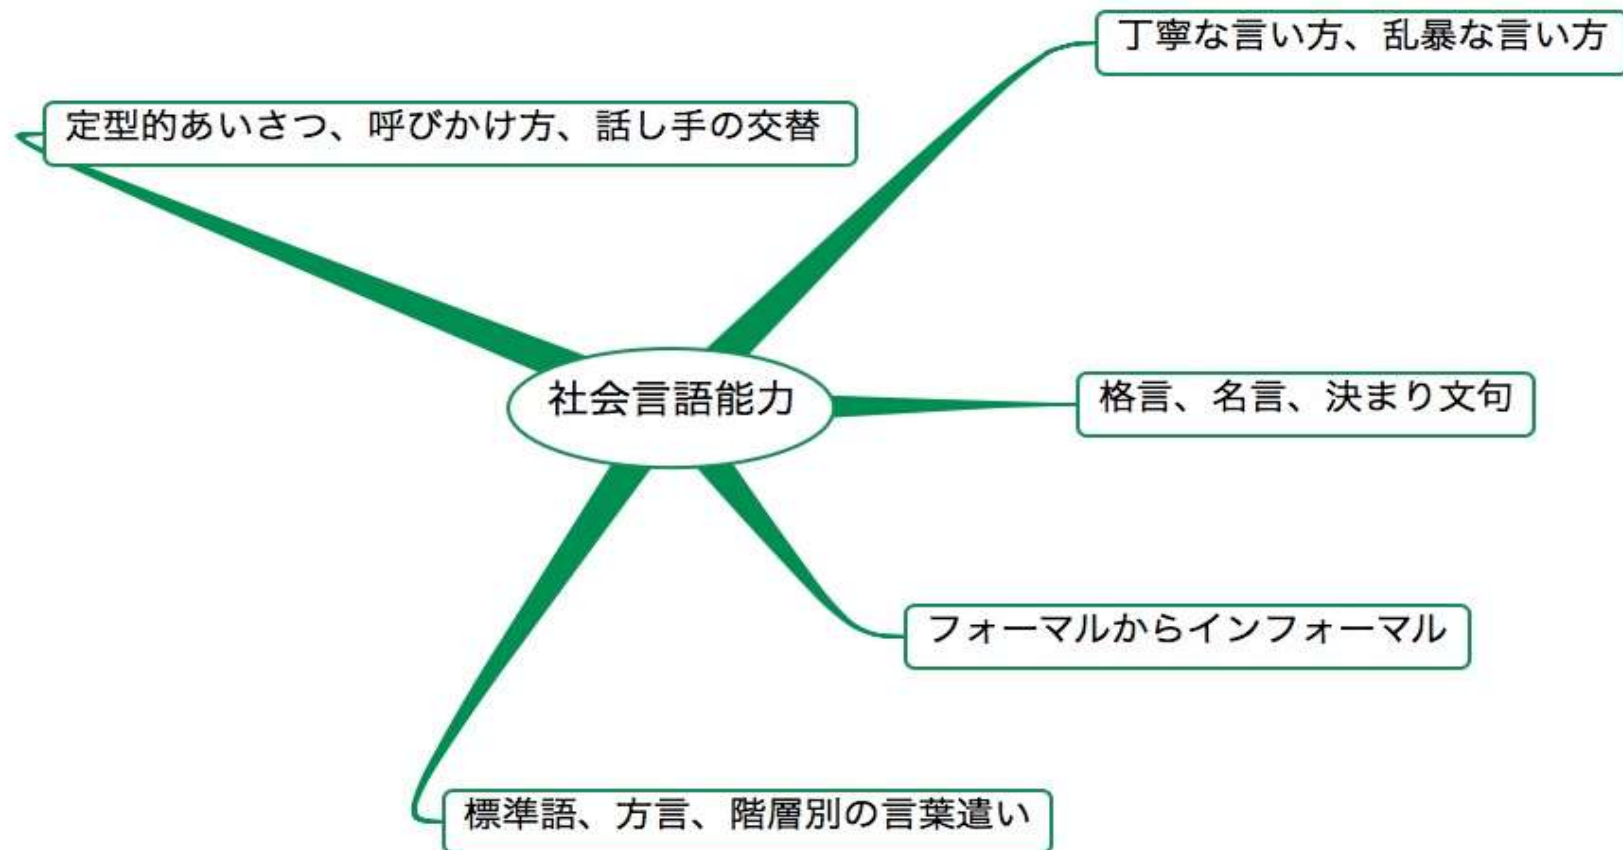 丁寧な言い方、乱暴な言い方
定型的あいさつ、呼びかけ方、話し手の交替
社会言語能力
格言、名言、決まり文句
フォーマルからインフォーマル
標準語、方言、階層別の言葉遣い